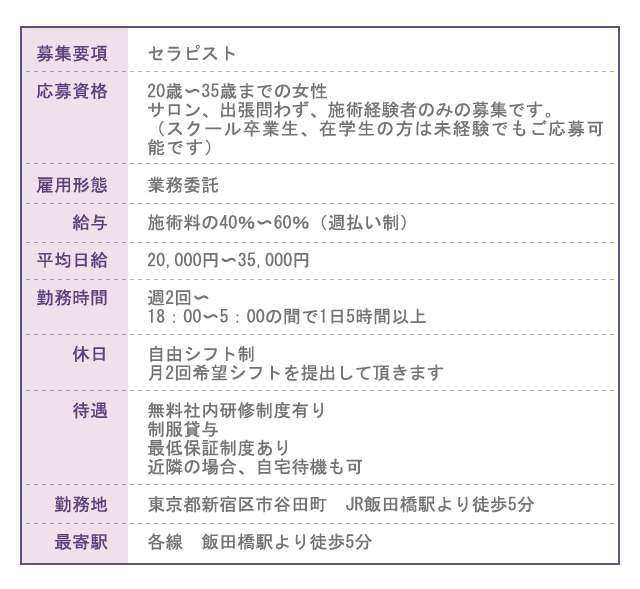 募集要項 セラピスト
応募資格 20歳〜35歳までの女性
サロン、出張問わず、施術経験者のみの募集です。
（スクール卒業生、在学生の方は未経験でもご応募可
能です）
雇用形態 業務委託
給与 施術料の40%〜60%（週払い制）
平均日給 20,000円〜35,000円
勤務時間 週2回〜
18：00〜5：00の間で1日5時間以上
休日 自由シフト制
月2回希望シフトを提出して頂きます
待遇 無料社内研修制度有り
制服貸与
最低保証制度あり
近隣の場合、自宅待機も可
勤務地 東京都新宿区市谷田町　JR飯田橋駅より徒歩5分
最寄駅 各線　飯田橋駅より徒歩5分